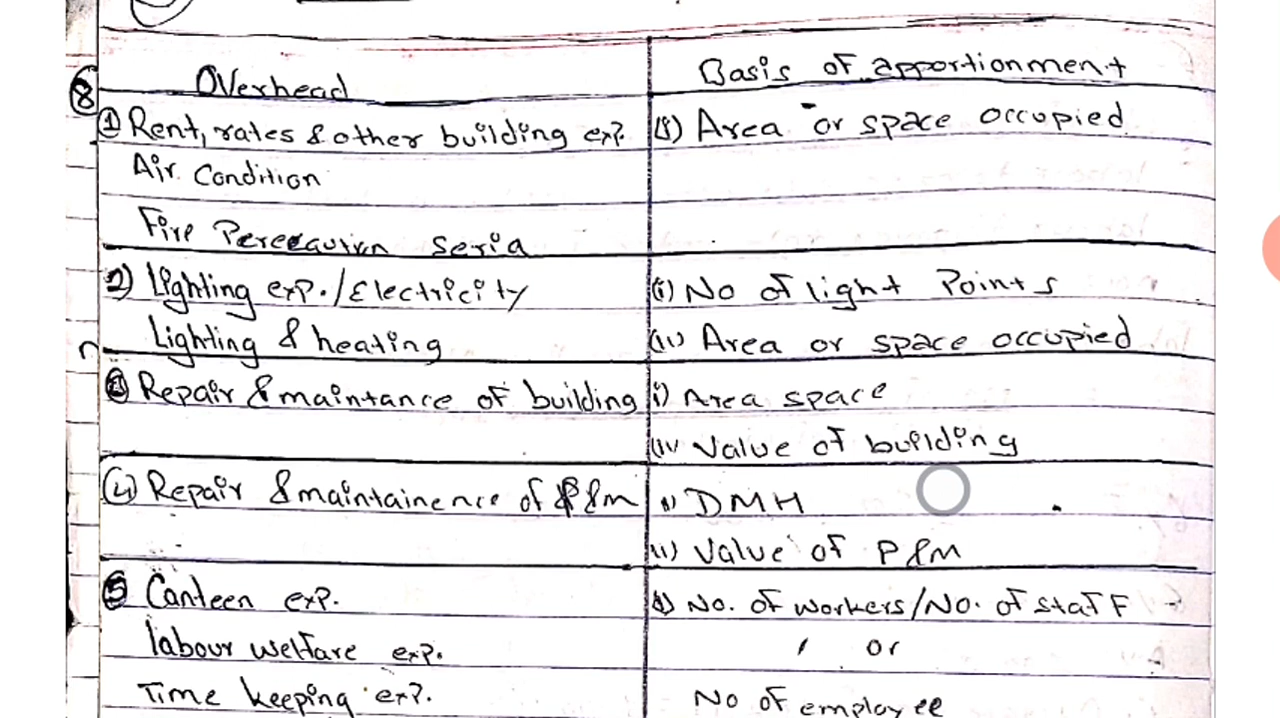 ⑧ Overhead | Basis of apportionment
① Rent, rates & other building exp. | (i) Area or space occupied
Air Condition
Fire Perecaution
2) Lighting exp./Electricity | (i) No of light Points
Lighting & heating | (ii) Area or space occupied
③ Repair & maintance of building | i) Area space
(ii) Value of building
④ Repair & maintainence of P&m | i) DMH
ii) Value of P&M
⑤ Canteen exp. | i) No. of workers/No. of staff
labour welfare exp. | or
Time keeping exp. | No of employee